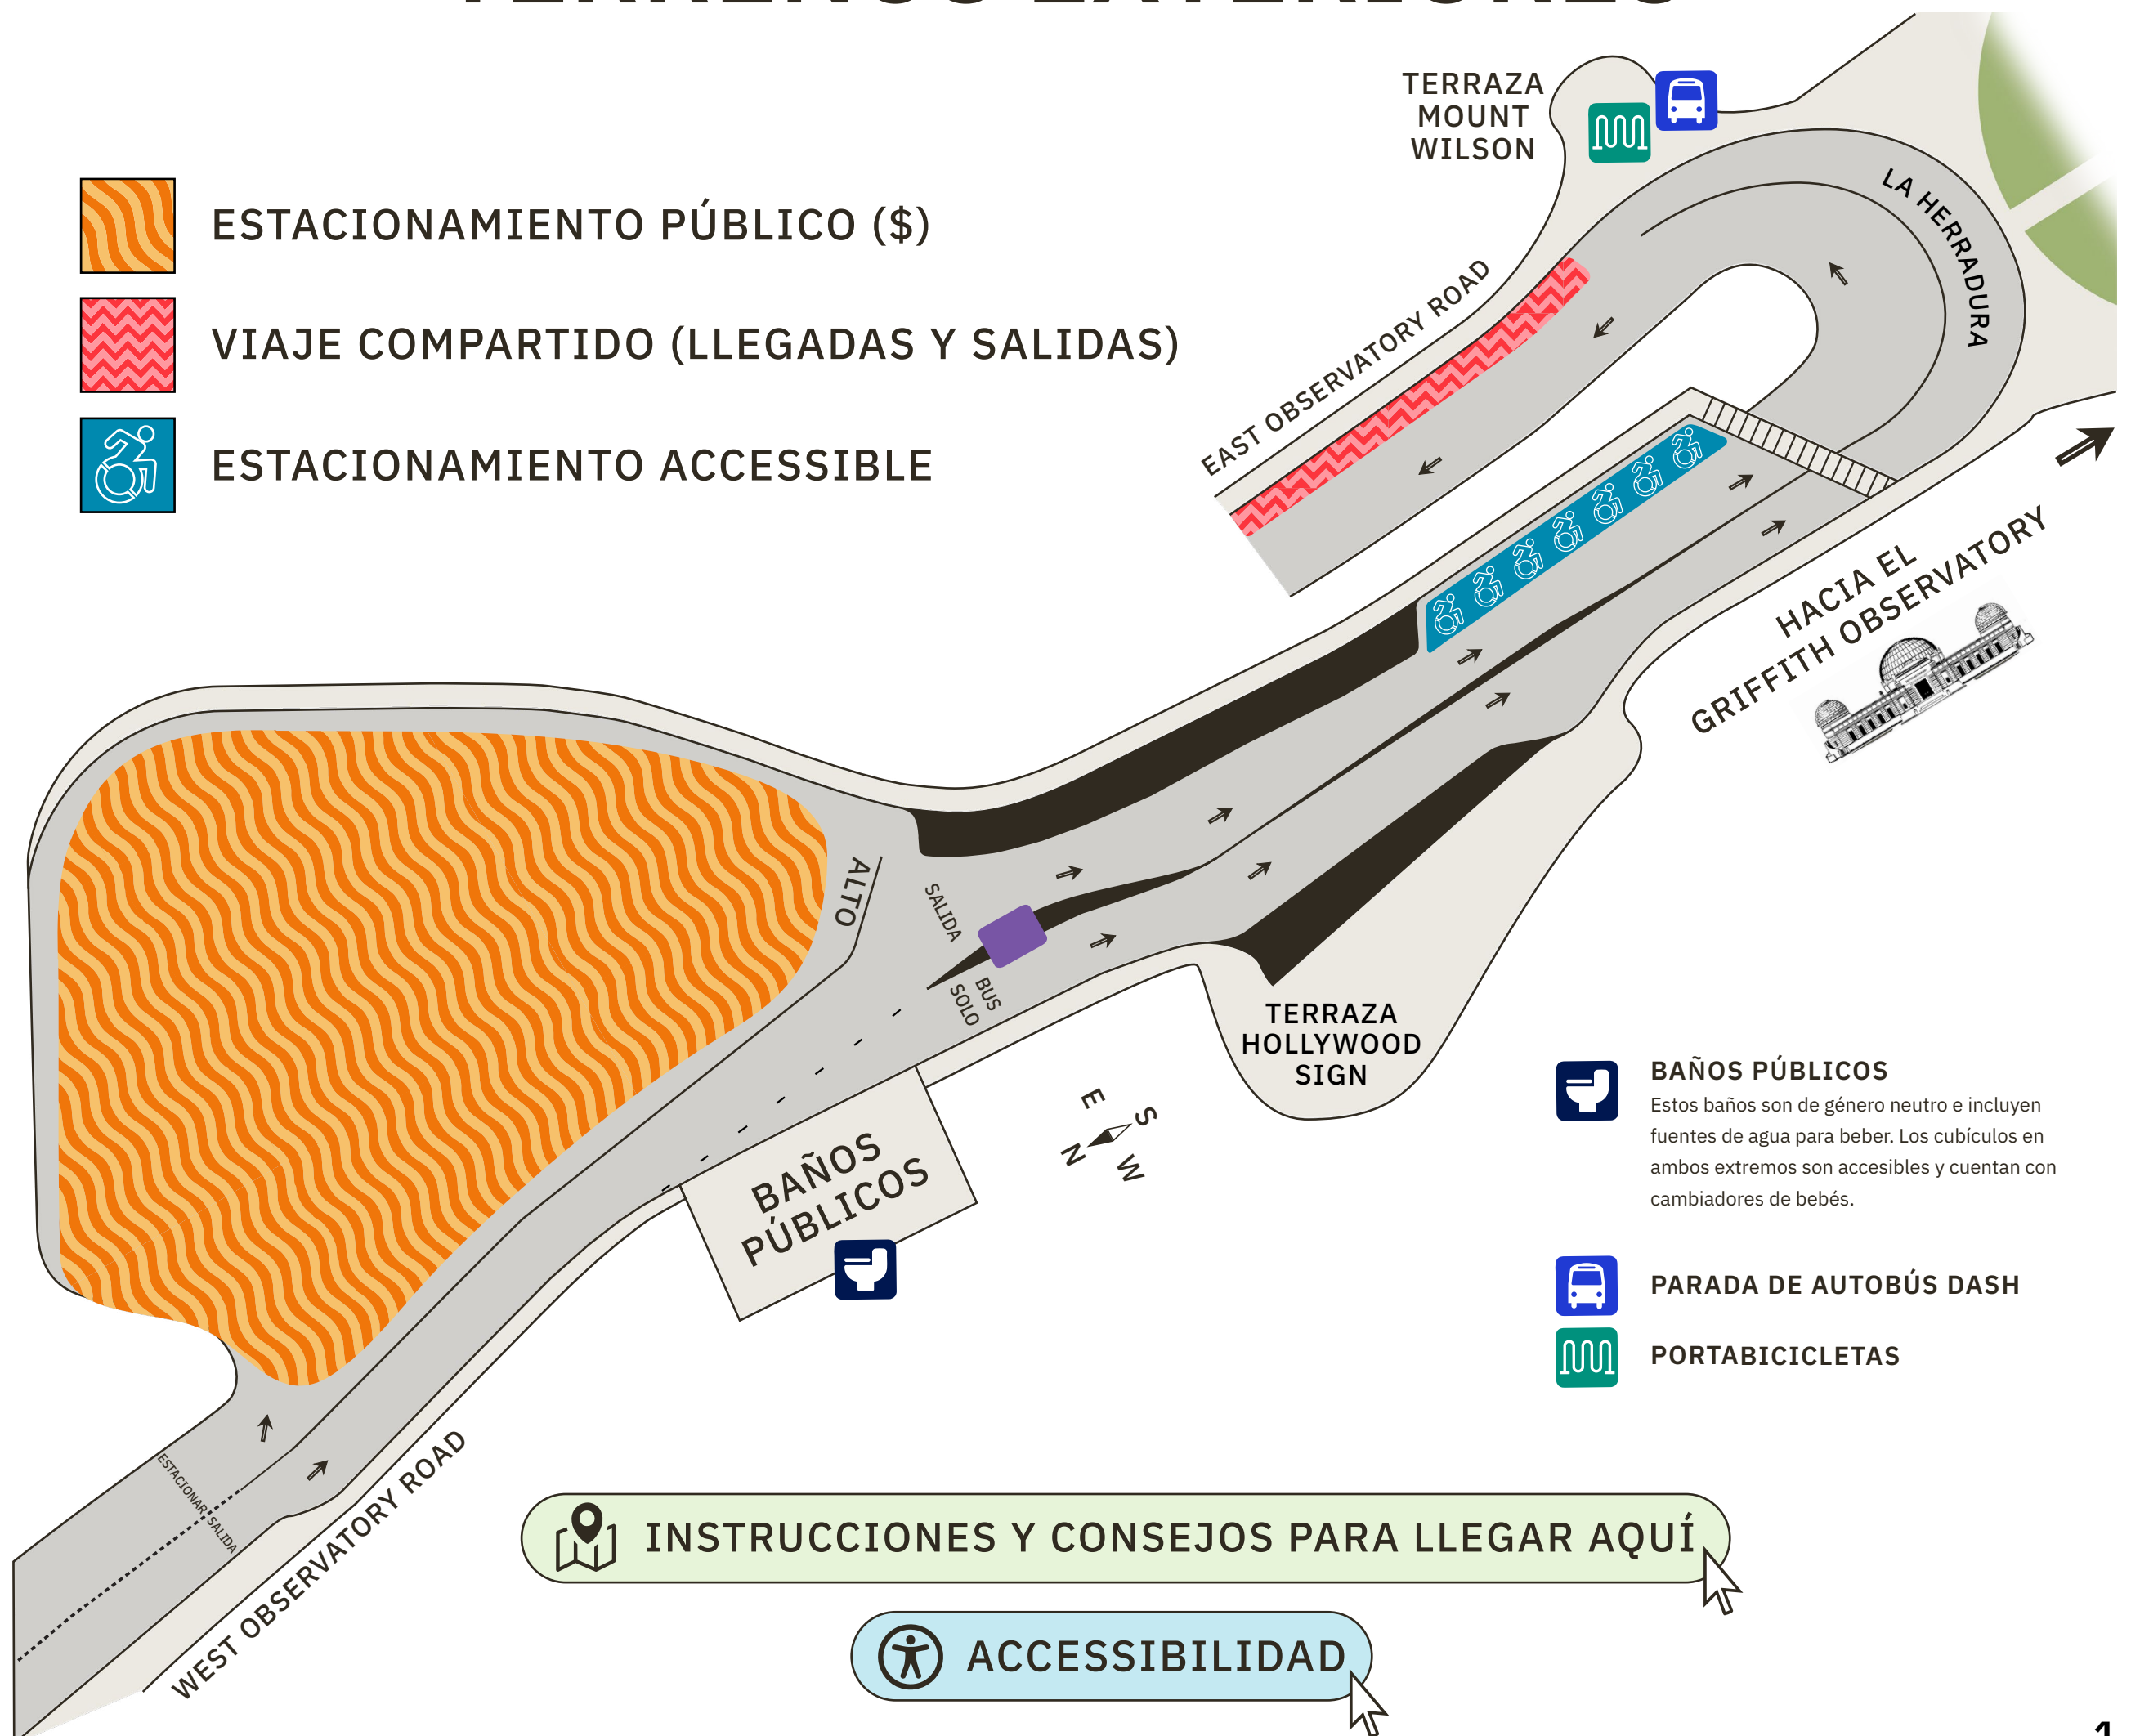 TERRENOS EXTERIORES
TERRAZA
MOUNT
WILSON
LA HERRADURA
ESTACIONAMIENTO PÚBLICO ($)
VIAJE COMPARTIDO (LLEGADAS Y SALIDAS)
ESTACIONAMIENTO ACCESSIBLE
EAST OBSERVATORY ROAD
HACIA EL
GRIFFITH OBSERVATORY
ALTO
SALIDA
BUS
SOLO
TERRAZA
HOLLYWOOD
SIGN
E
S
N
W
BAÑOS
PÚBLICOS
BAÑOS PÚBLICOS
Estos baños son de género neutro e incluyen
fuentes de agua para beber. Los cubículos en
ambos extremos son accesibles y cuentan con
cambiadores de bebés.
PARADA DE AUTOBÚS DASH
PORTABICICLETAS
ESTACIONAR
SALIDA
WEST OBSERVATORY ROAD
INSTRUCCIONES Y CONSEJOS PARA LLEGAR AQUÍ
ACCESSIBILIDAD